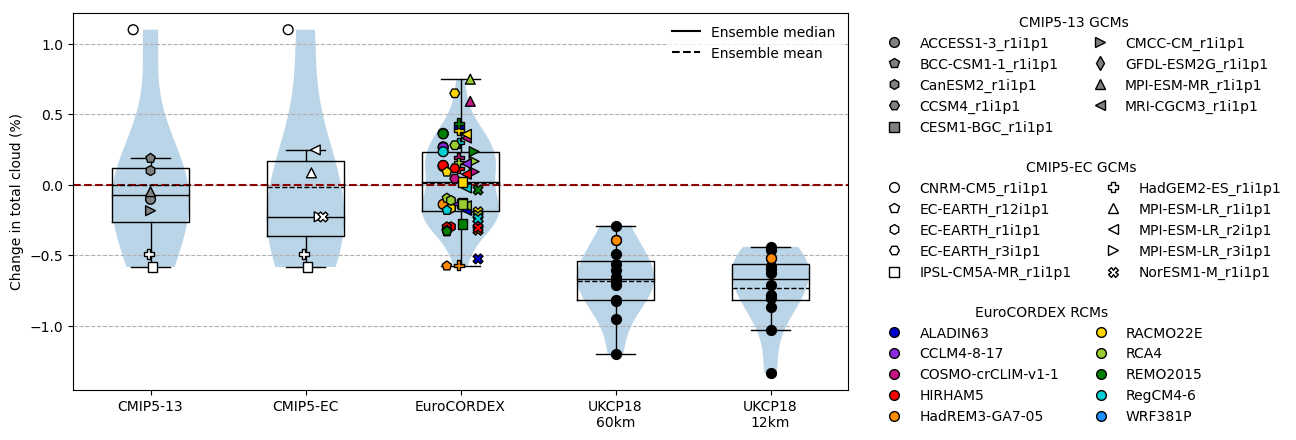 Change in total cloud (%)
1.0
0.5
0.0
−0.5
−1.0
Ensemble median
Ensemble mean
CMIP5-13
CMIP5-EC
EuroCORDEX
UKCP18
60km
UKCP18
12km
CMIP5-13 GCMs
ACCESS1-3_r1i1p1
BCC-CSM1-1_r1i1p1
CanESM2_r1i1p1
CCSM4_r1i1p1
CESM1-BGC_r1i1p1
CMCC-CM_r1i1p1
GFDL-ESM2G_r1i1p1
MPI-ESM-MR_r1i1p1
MRI-CGCM3_r1i1p1
CMIP5-EC GCMs
CNRM-CM5_r1i1p1
EC-EARTH_r12i1p1
EC-EARTH_r1i1p1
EC-EARTH_r3i1p1
IPSL-CM5A-MR_r1i1p1
HadGEM2-ES_r1i1p1
MPI-ESM-LR_r1i1p1
MPI-ESM-LR_r2i1p1
MPI-ESM-LR_r3i1p1
NorESM1-M_r1i1p1
EuroCORDEX RCMs
ALADIN63
CCLM4-8-17
COSMO-crCLIM-v1-1
HIRHAM5
HadREM3-GA7-05
RACMO22E
RCA4
REMO2015
RegCM4-6
WRF381P